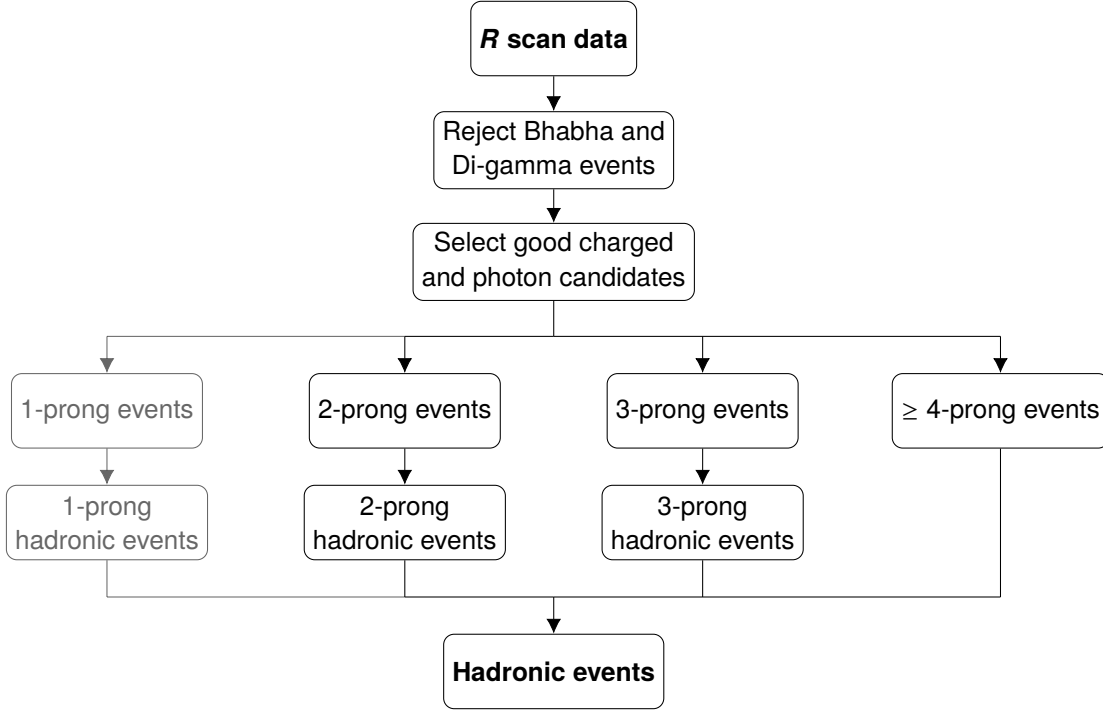 R scan data
Reject Bhabha and
Di-gamma events
Select good charged
and photon candidates
1-prong events
2-prong events
3-prong events
≥ 4-prong events
1-prong
hadronic events
2-prong
hadronic events
3-prong
hadronic events
Hadronic events